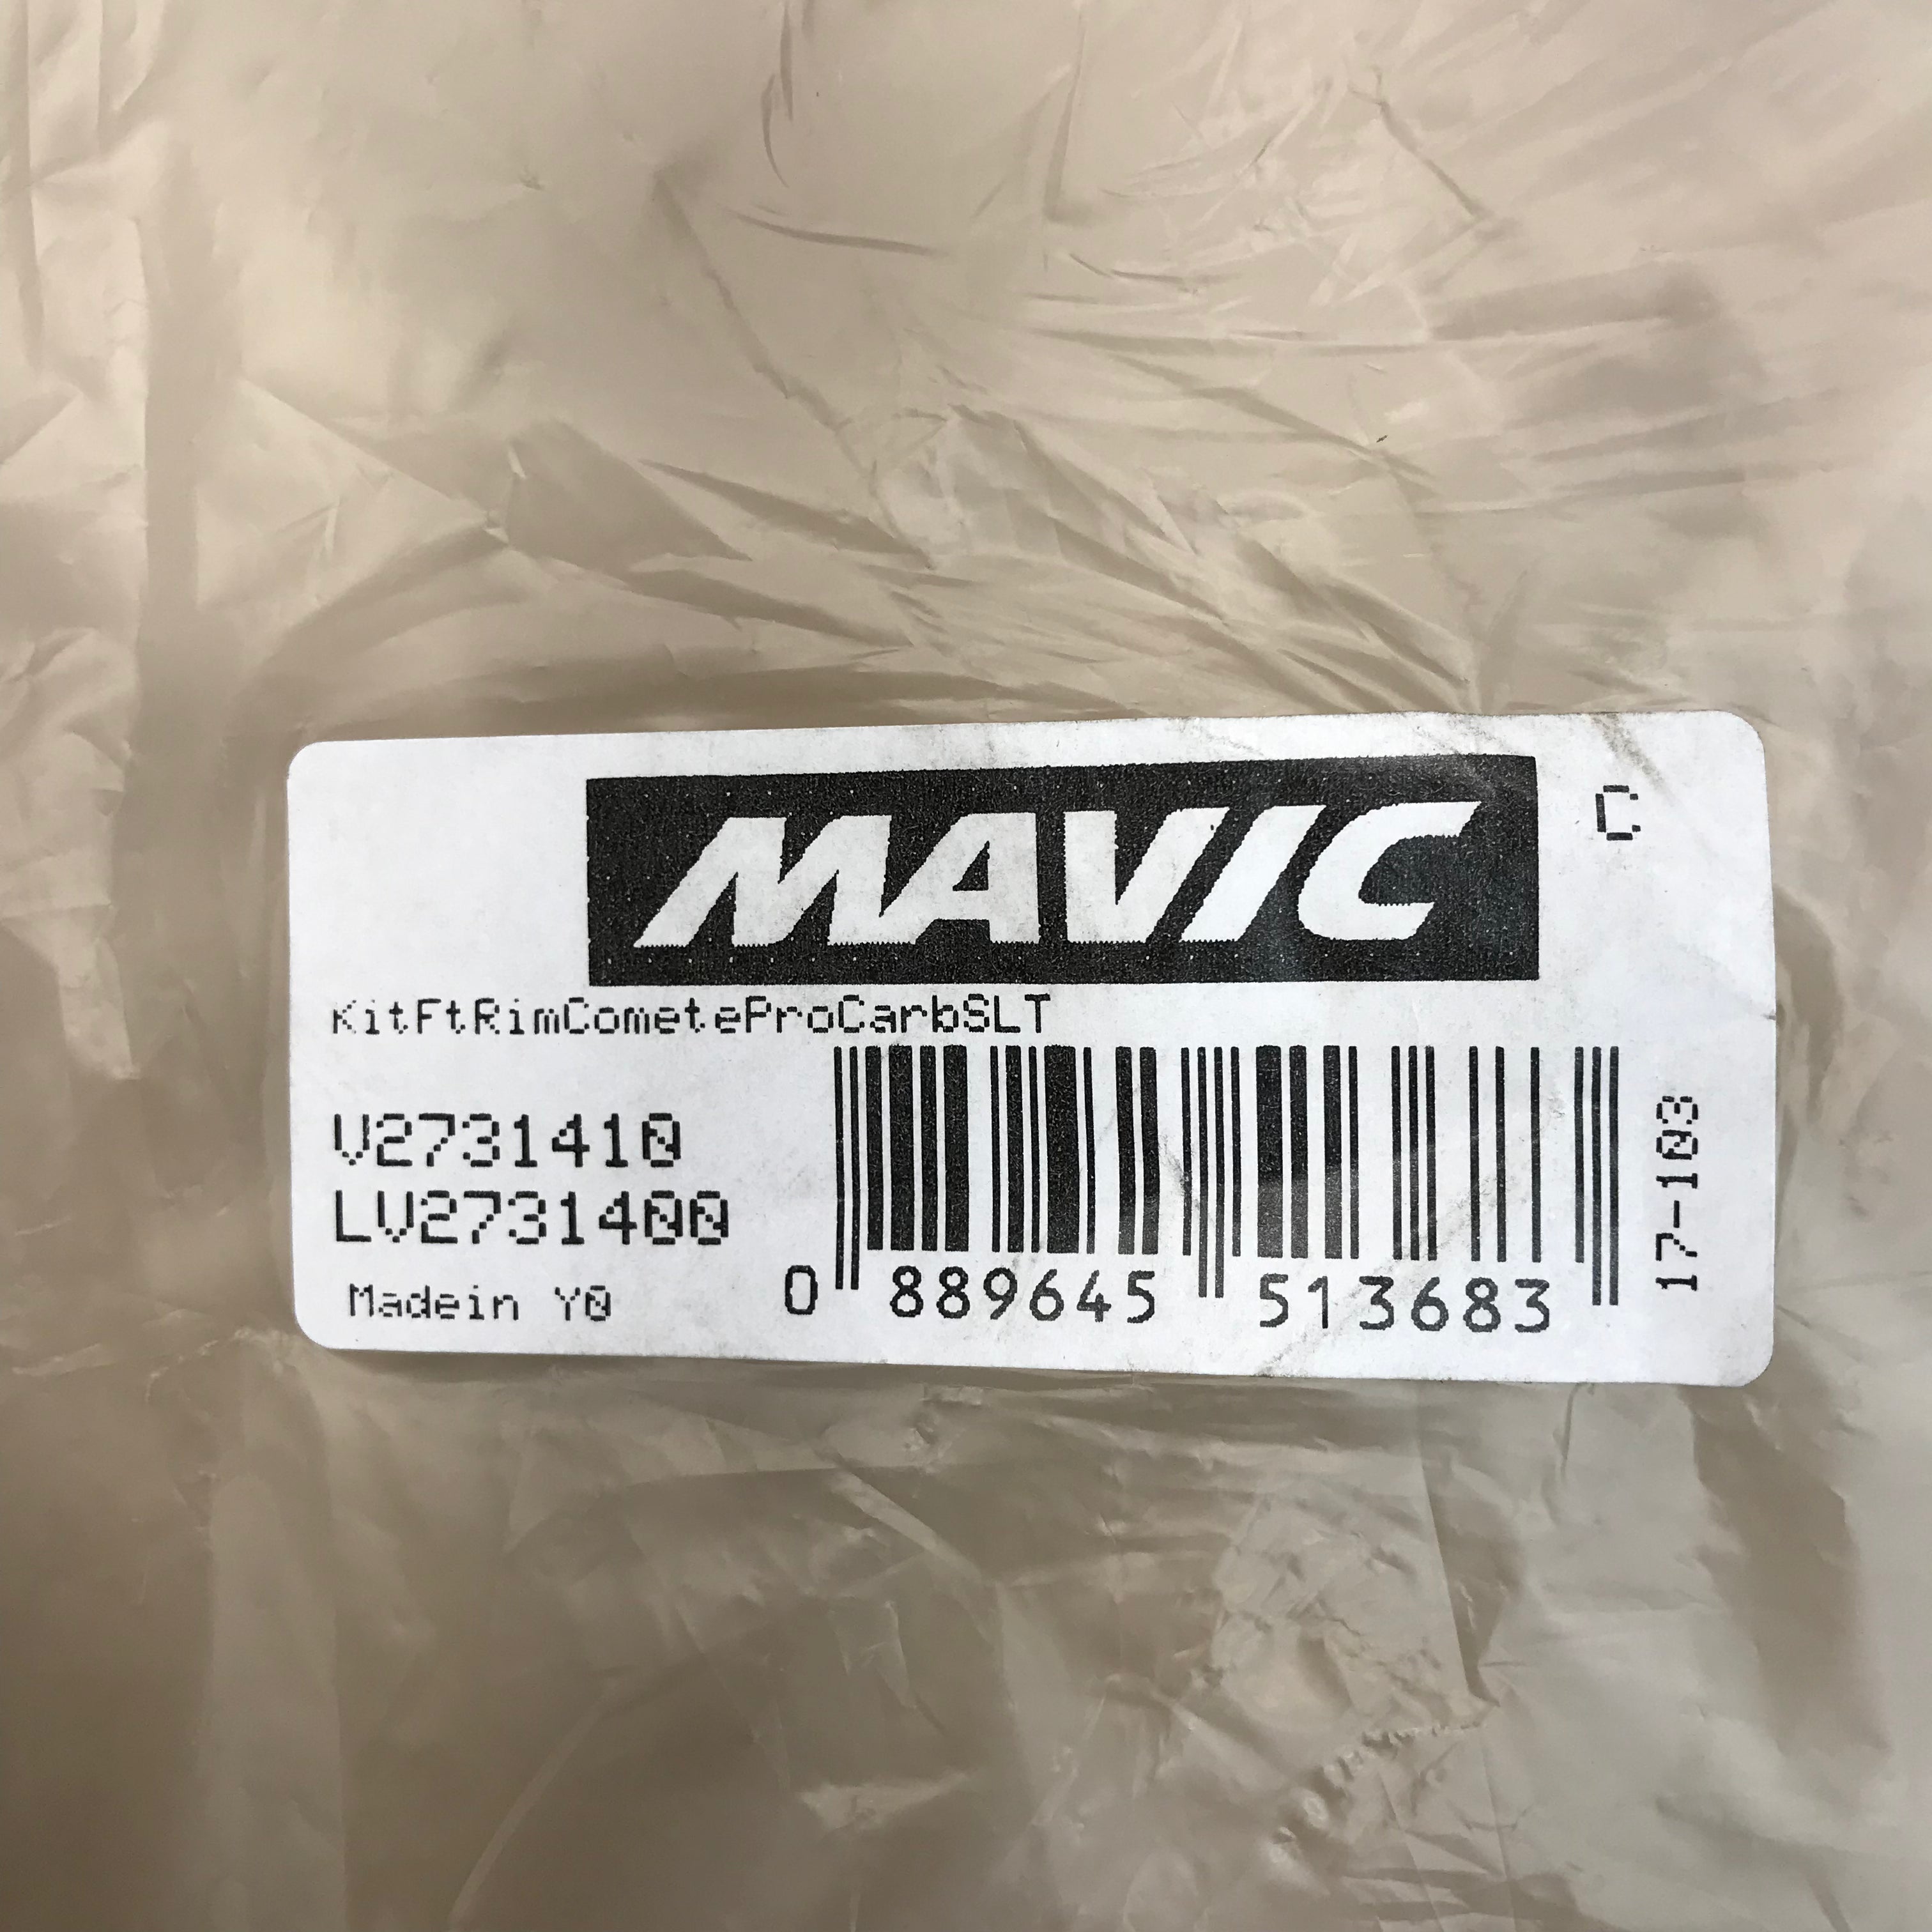 MAVIC
C
KitFtRimCometeProCarbSLT
V2731410
LV2731400
Madein Y0
0 889645 513683
17-103